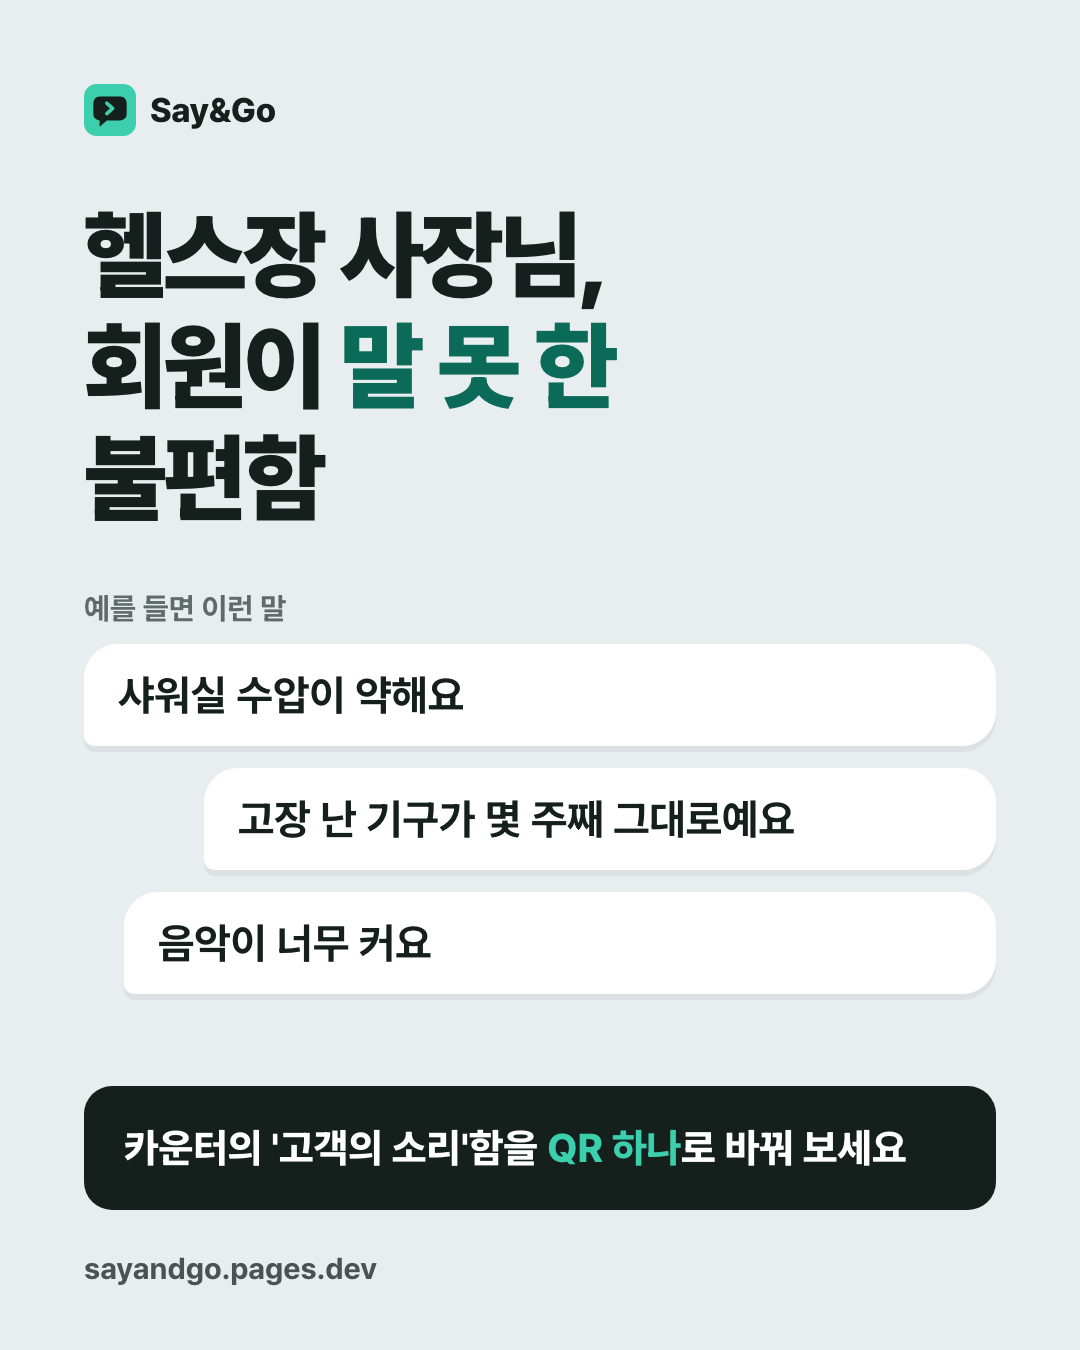 Say&Go
헬스장 사장님,
회원이 말 못 한
불편함
예를 들면 이런 말
샤워실 수압이 약해요
고장 난 기구가 몇 주째 그대로예요
음악이 너무 커요
카운터의 '고객의 소리'함을 QR 하나로 바꿔 보세요
sayandgo.pages.dev